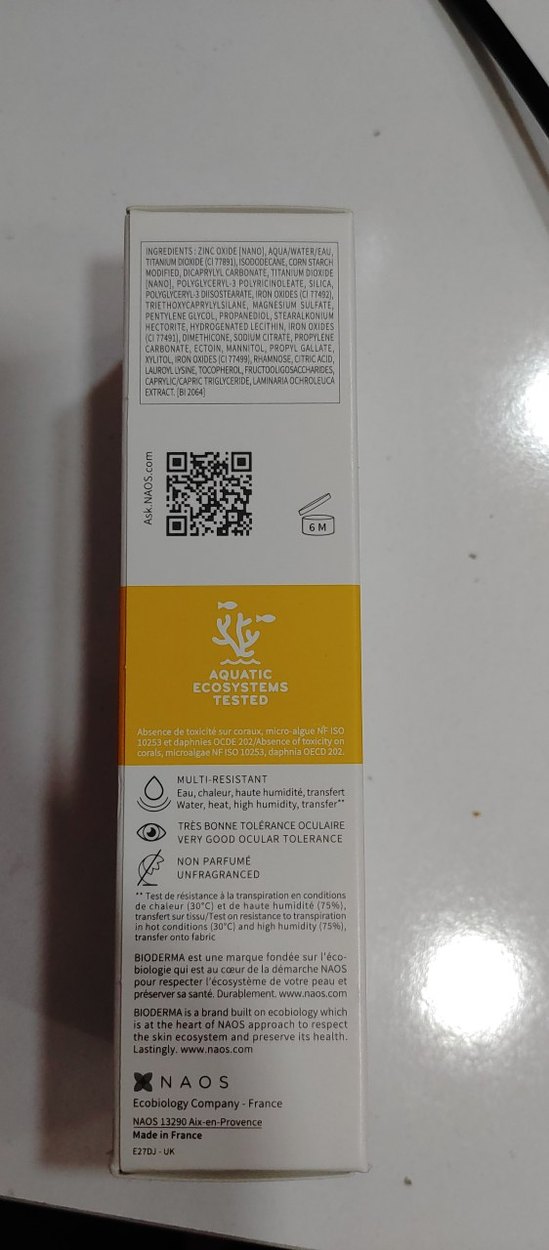 INGREDIENTS : ZINC OXIDE [NANO], AQUA/WATER/EAU,
TITANIUM DIOXIDE (CI 77891), ISODODECANE, CORN STARCH
MODIFIED, DICAPRYLYL CARBONATE, TITANIUM DIOXIDE
[NANO], POLYGLYCERYL-3 POLYRICINOLEATE, SILICA,
POLYGLYCERYL-3 DIISOSTEARATE, IRON OXIDES (CI 77492),
TRIETHOXYCAPRYLYLSILANE, MAGNESIUM SULFATE,
PENTYLENE GLYCOL, PROPANEDIOL, STEARALKONIUM
HECTORITE, HYDROGENATED LECITHIN, IRON OXIDES
(CI 77491), DIMETHICONE, SODIUM CITRATE, PROPYLENE
CARBONATE, ECTOIN, MANNITOL, PROPYL GALLATE,
XYLITOL, IRON OXIDES (CI 77499), RHAMNOSE, CITRIC ACID,
LAUROYL LYSINE, TOCOPHEROL, FRUCTOOLIGOSACCHARIDES,
CAPRYLIC/CAPRIC TRIGLYCERIDE, LAMINARIA OCHROLEUCA
EXTRACT. [BI 2064]
Ask.NAOS.com
6 M
AQUATIC
ECOSYSTEMS
TESTED
Absence de toxicité sur coraux, micro-algue NF ISO
10253 et daphnies OCDE 202/Absence of toxicity on
corals, microalgae NF ISO 10253, daphnia OECD 202.
MULTI-RESISTANT
Eau, chaleur, haute humidité, transfert
Water, heat, high humidity, transfer**
TRÈS BONNE TOLÉRANCE OCULAIRE
VERY GOOD OCULAR TOLERANCE
NON PARFUMÉ
UNFRAGRANCED
** Test de résistance à la transpiration en conditions
de chaleur (30°C) et de haute humidité (75%),
transfert sur tissu/Test on resistance to transpiration
in hot conditions (30°C) and high humidity (75%),
transfer onto fabric
BIODERMA est une marque fondée sur l'éco-
biologie qui est au cœur de la démarche NAOS
pour respecter l'écosystème de votre peau et
préserver sa santé. Durablement. www.naos.com
BIODERMA is a brand built on ecobiology which
is at the heart of NAOS approach to respect
the skin ecosystem and preserve its health.
Lastingly. www.naos.com
NAOS
Ecobiology Company - France
NAOS 13290 Aix-en-Provence
Made in France
E27DJ - UK